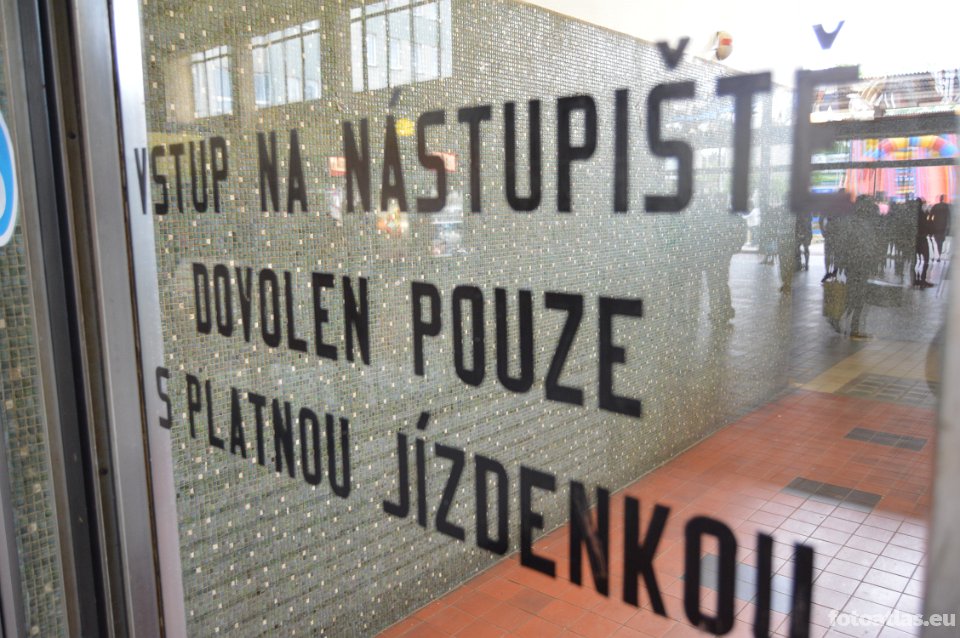 VSTUP NA NÁSTUPIŠTĚ
DOVOLEN POUZE
S PLATNOU JÍZDENKOU
fotoatlas.eu